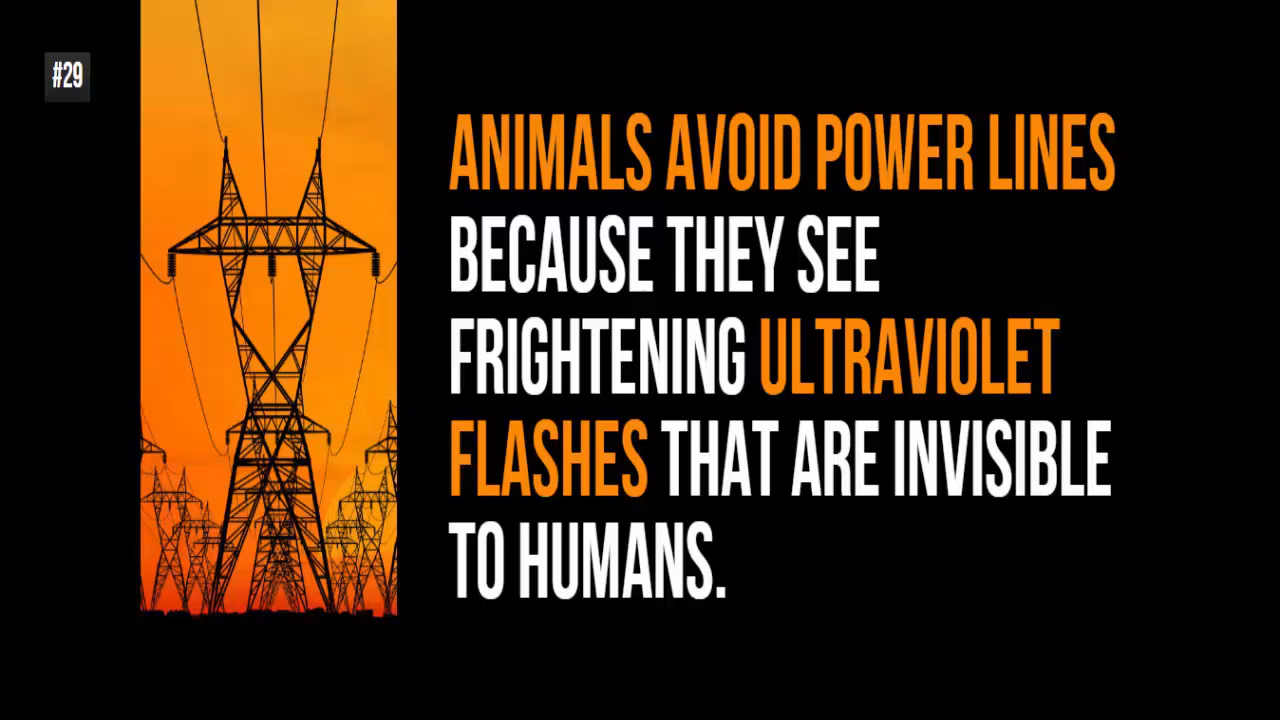 #29
ANIMALS AVOID POWER LINES
BECAUSE THEY SEE
FRIGHTENING ULTRAVIOLET
FLASHES THAT ARE INVISIBLE
TO HUMANS.